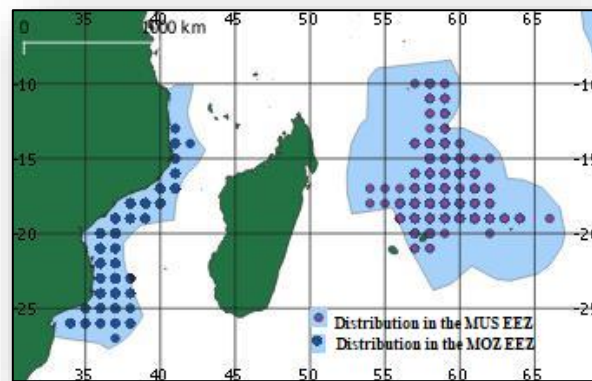 35 40 45 50 55 60 65
0 1000 km
-10 -10
-15 -15
-20 -20
-25 -25
Distribution in the MUS EEZ
Distribution in the MOZ EEZ
35 40 45 50 55 60 65